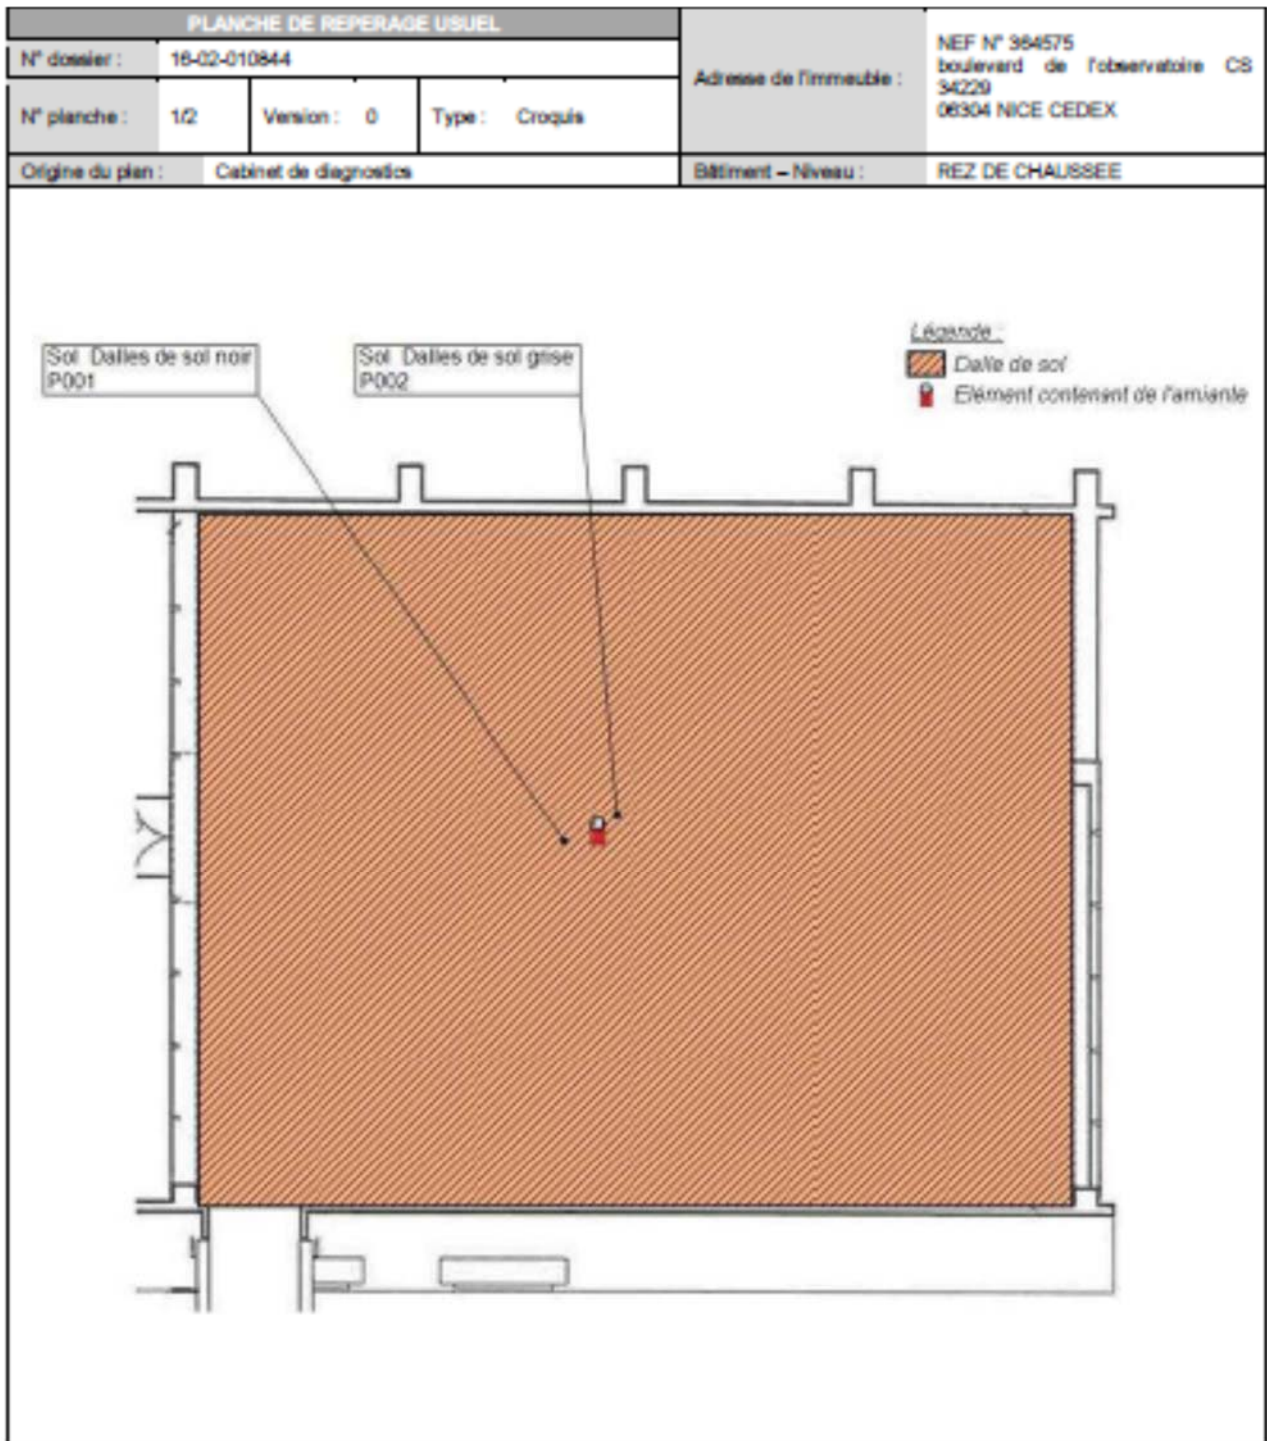 PLANCHE DE REPERAGE USUEL
N° dossier : 16-02-010844
N° planche : 1/2 Version : 0 Type : Croquis
Adresse de l'immeuble :
NEF N° 364575
boulevard de l'observatoire CS
34229
06304 NICE CEDEX
Origine du plan : Cabinet de diagnostics
Bâtiment – Niveau : REZ DE CHAUSSEE
Sol Dalles de sol noir
P001
Sol Dalles de sol grise
P002
Légende :
Dalle de sol
Elément contenant de l'amiante